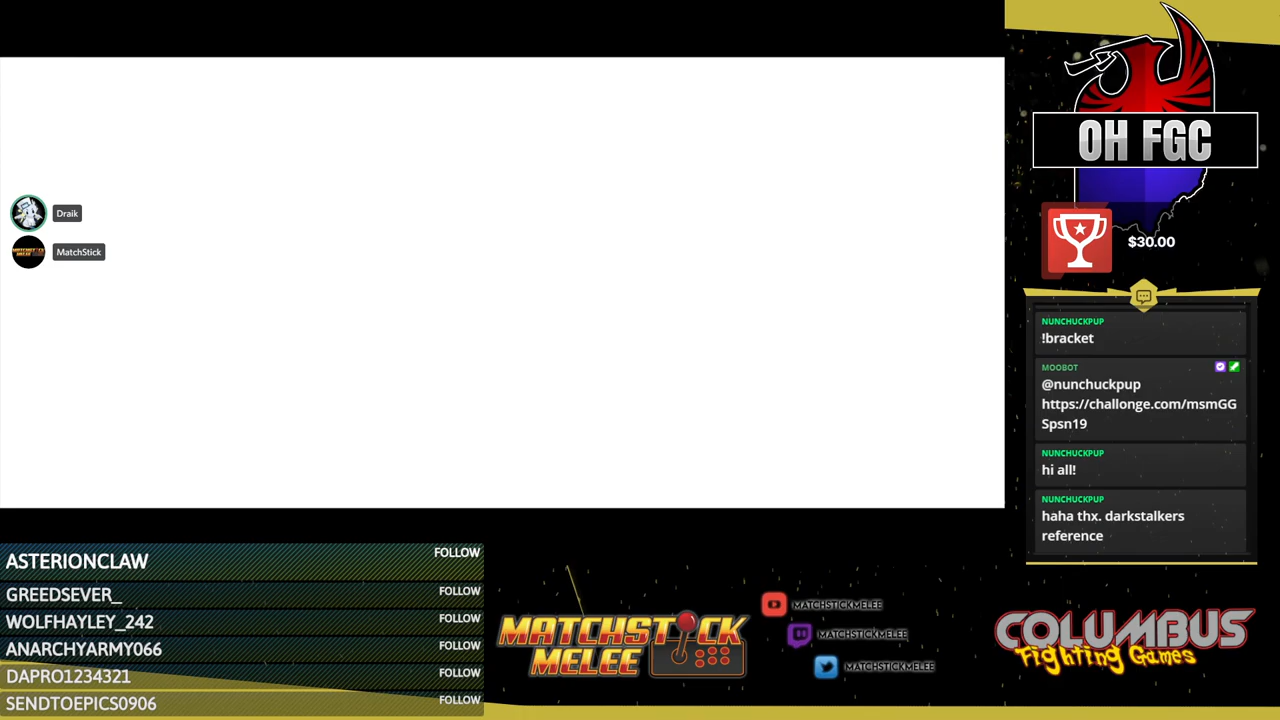 OH FGC
$30.00
Draik
MatchStick
NUNCHUCKPUP
!bracket
MOOBOT
@nunchuckpup
https://challonge.com/msmGG
Spsn19
NUNCHUCKPUP
hi all!
NUNCHUCKPUP
haha thx. darkstalkers
reference
ASTERIONCLAW FOLLOW
GREEDSEVER_ FOLLOW
WOLFHAYLEY_242 FOLLOW
ANARCHYARMY066 FOLLOW
DAPRO1234321 FOLLOW
SENDTOEPICS0906 FOLLOW
MATCHSTICK
MELEE
MATCHSTICKMELEE
MATCHSTICKMELEE
MATCHSTICKMELEE
COLUMBUS
Fighting Games